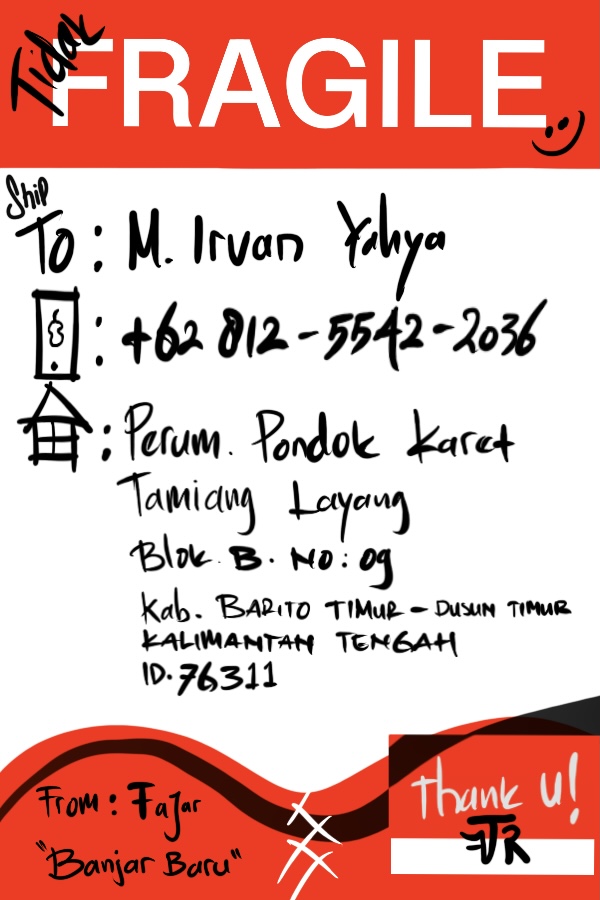 Tidak
FRAGILE
Ship
To : M. Irvan Yahya
: +62 812-5542-2036
: Perum. Pondok Karet
Tamiang Layang
Blok. B. No: 09
Kab. BARITO TIMUR - DUSUN TIMUR
KALIMANTAN TENGAH
ID. 76311
From : FaJar
"Banjar Baru"
Thank u!
FJR